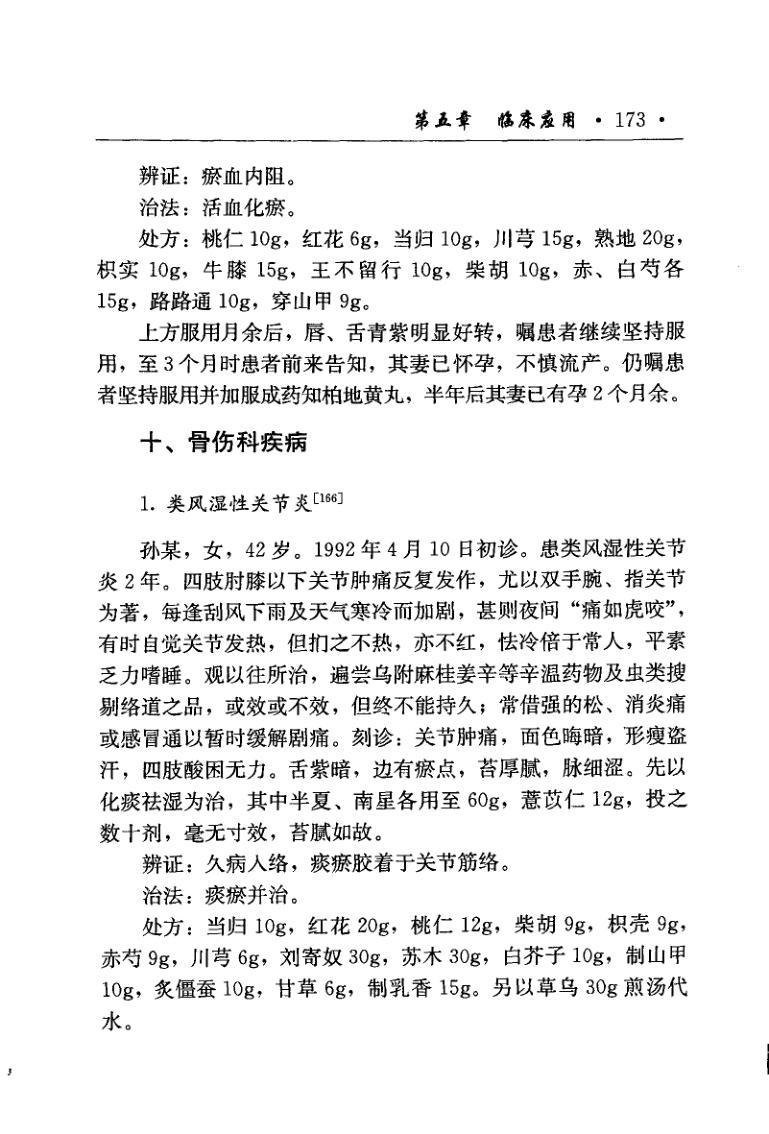 第五章 临床应用 · 173 ·
辨证：瘀血内阻。
治法：活血化瘀。
处方：桃仁 10g，红花 6g，当归 10g，川芎 15g，熟地 20g，
枳实 10g，牛膝 15g，王不留行 10g，柴胡 10g，赤、白芍各
15g，路路通 10g，穿山甲 9g。
上方服用月余后，唇、舌青紫明显好转，嘱患者继续坚持服
用，至 3 个月时患者前来告知，其妻已怀孕，不慎流产。仍嘱患
者坚持服用并加服成药知柏地黄丸，半年后其妻已有孕 2 个月余。
十、骨伤科疾病
1. 类风湿性关节炎[166]
孙某，女，42 岁。1992 年 4 月 10 日初诊。患类风湿性关节
炎 2 年。四肢肘膝以下关节肿痛反复发作，尤以双手腕、指关节
为著，每逢刮风下雨及天气寒冷而加剧，甚则夜间“痛如虎咬”，
有时自觉关节发热，但扪之不热，亦不红，怯冷倍于常人，平素
乏力嗜睡。观以往所治，遍尝乌附麻桂姜辛等辛温药物及虫类搜
剔络道之品，或效或不效，但终不能持久；常借强的松、消炎痛
或感冒通以暂时缓解剧痛。刻诊：关节肿痛，面色晦暗，形瘦盗
汗，四肢酸困无力。舌紫暗，边有瘀点，苔厚腻，脉细涩。先以
化痰祛湿为治，其中半夏、南星各用至 60g，薏苡仁 12g，投之
数十剂，毫无寸效，苔腻如故。
辨证：久病人络，痰瘀胶着于关节筋络。
治法：痰瘀并治。
处方：当归 10g，红花 20g，桃仁 12g，柴胡 9g，枳壳 9g，
赤芍 9g，川芎 6g，刘寄奴 30g，苏木 30g，白芥子 10g，制山甲
10g，炙僵蚕 10g，甘草 6g，制乳香 15g。另以草乌 30g 煎汤代
水。